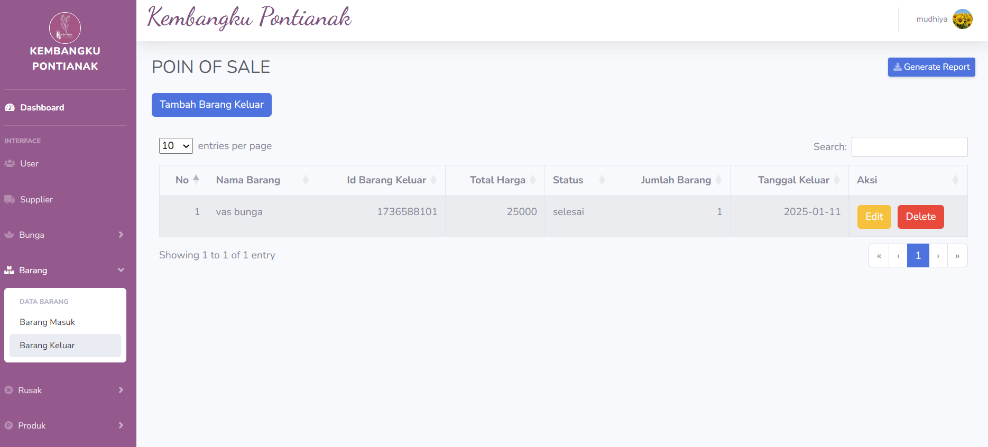 KEMBANGKU
PONTIANAK
Dashboard
INTERFACE
User
Supplier
Bunga
Barang
DATA BARANG
Barang Masuk
Barang Keluar
Rusak
Produk
Kembangku Pontianak
mudhiya
POIN OF SALE
Generate Report
Tambah Barang Keluar
10 entries per page
Search:
No Nama Barang Id Barang Keluar Total Harga Status Jumlah Barang Tanggal Keluar Aksi
1 vas bunga 1736588101 25000 selesai 1 2025-01-11 Edit Delete
Showing 1 to 1 of 1 entry
« ‹ 1 › »